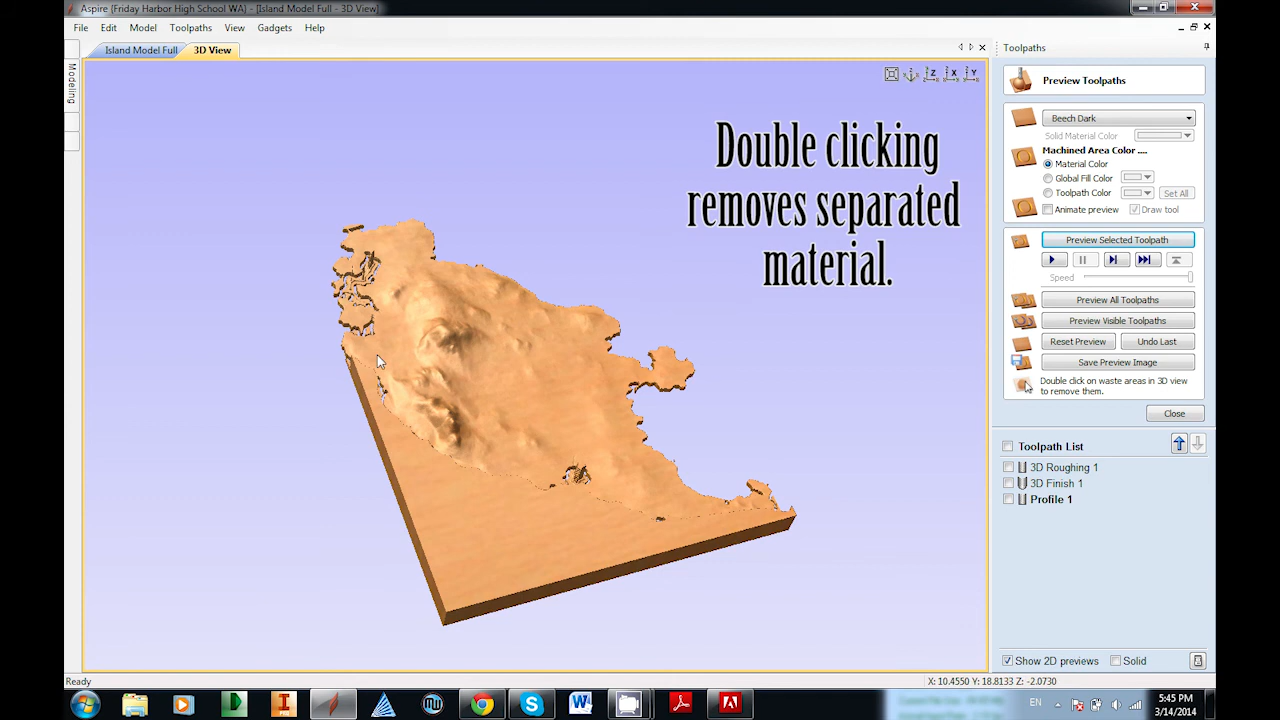 Aspire (Friday Harbor High School WA) - [Island Model Full - 3D View]
File Edit Model Toolpaths View Gadgets Help
Island Model Full 3D View
Modeling
Z X Y
Double clicking
removes separated
material.
Toolpaths
Preview Toolpaths
Beech Dark
Solid Material Color
Machined Area Color ....
Material Color
Global Fill Color
Toolpath Color Set All
Animate preview Draw tool
Preview Selected Toolpath
Speed
Preview All Toolpaths
Preview Visible Toolpaths
Reset Preview Undo Last
Save Preview Image
Double click on waste areas in 3D view
to remove them.
Close
Toolpath List
3D Roughing 1
3D Finish 1
Profile 1
Show 2D previews Solid
Ready X: 10.4550 Y: 18.8133 Z: -2.0730
EN 5:45 PM
3/14/2014